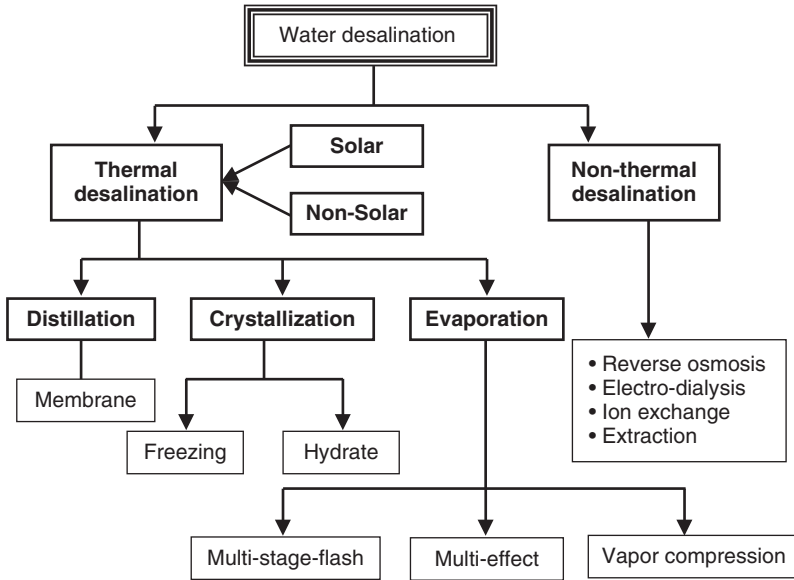 Water desalination
Solar
Thermal
desalination
Non-Solar
Non-thermal
desalination
Distillation
Crystallization
Evaporation
Membrane
Freezing
Hydrate
• Reverse osmosis
• Electro-dialysis
• Ion exchange
• Extraction
Multi-stage-flash
Multi-effect
Vapor compression